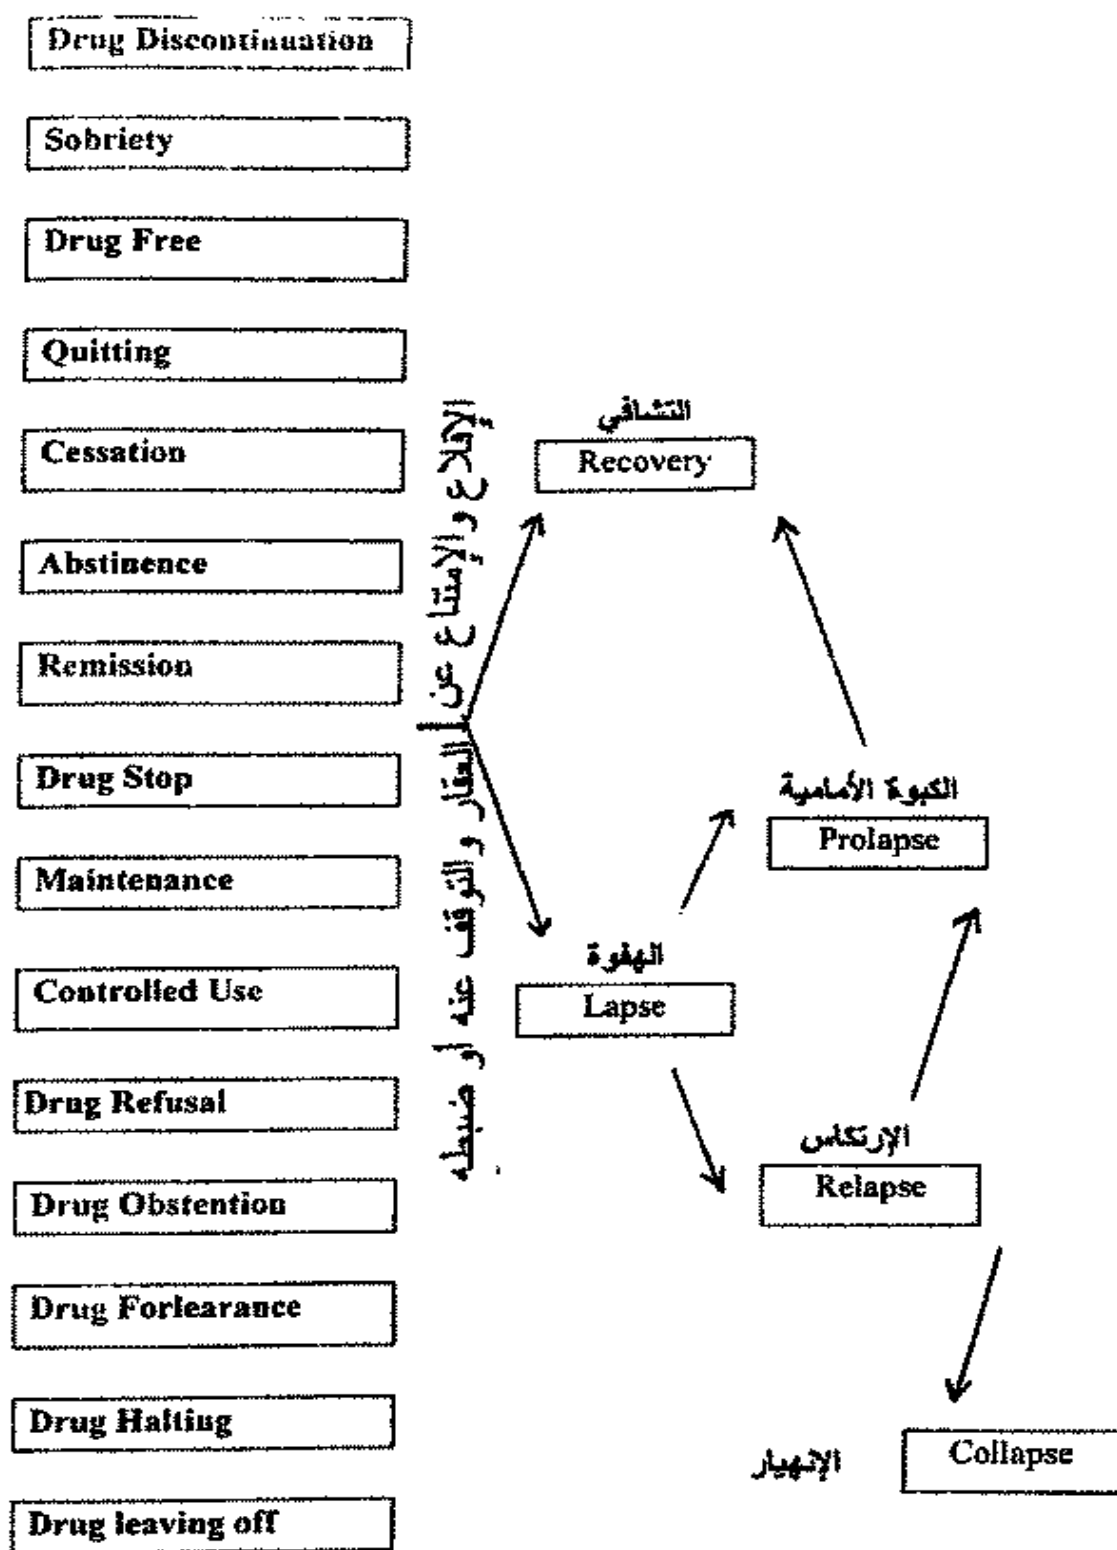 Drug Discontinuation
Sobriety
Drug Free
Quitting
Cessation
Abstinence
Remission
Drug Stop
Maintenance
Controlled Use
Drug Refusal
Drug Obstention
Drug Forlearance
Drug Halting
Drug leaving off
الإقلاع والإمتناع عن العقار والتوقف عنه أو ضبطه
التشافي
Recovery
الكبوة الأمامية
Prolapse
الهفوة
Lapse
الإرتكاس
Relapse
الإنهيار
Collapse